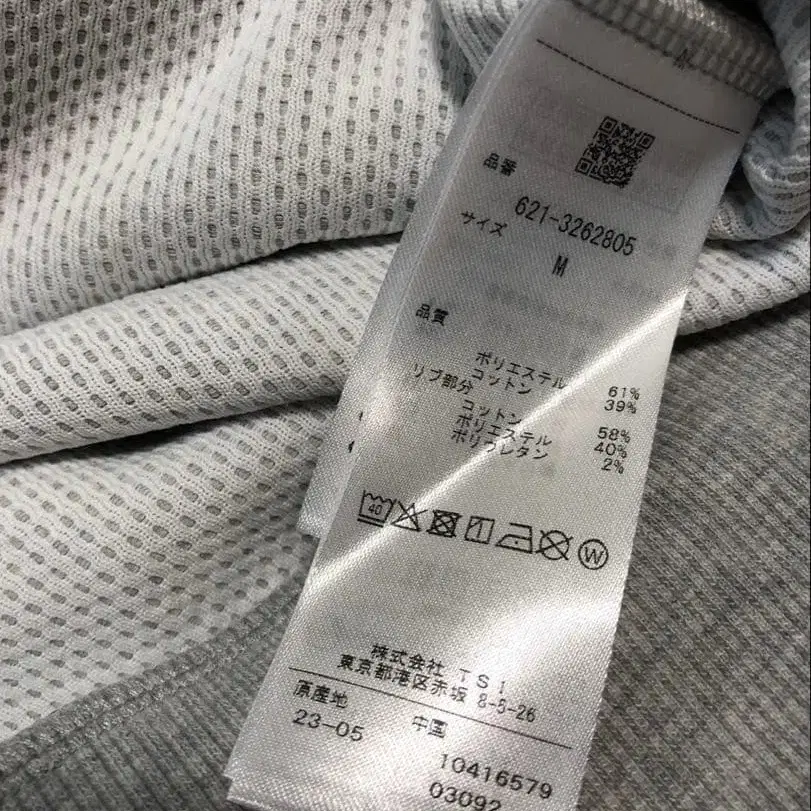 品番
621-3262805
サイズ
M
品質
ポリエステル 61%
コットン 39%
リブ部分
コットン 58%
ポリエステル 40%
ポリウレタン 2%
40
W
株式会社 TSI
東京都港区赤坂 8-5-26
原産地 中国
23-05 10416579
03092